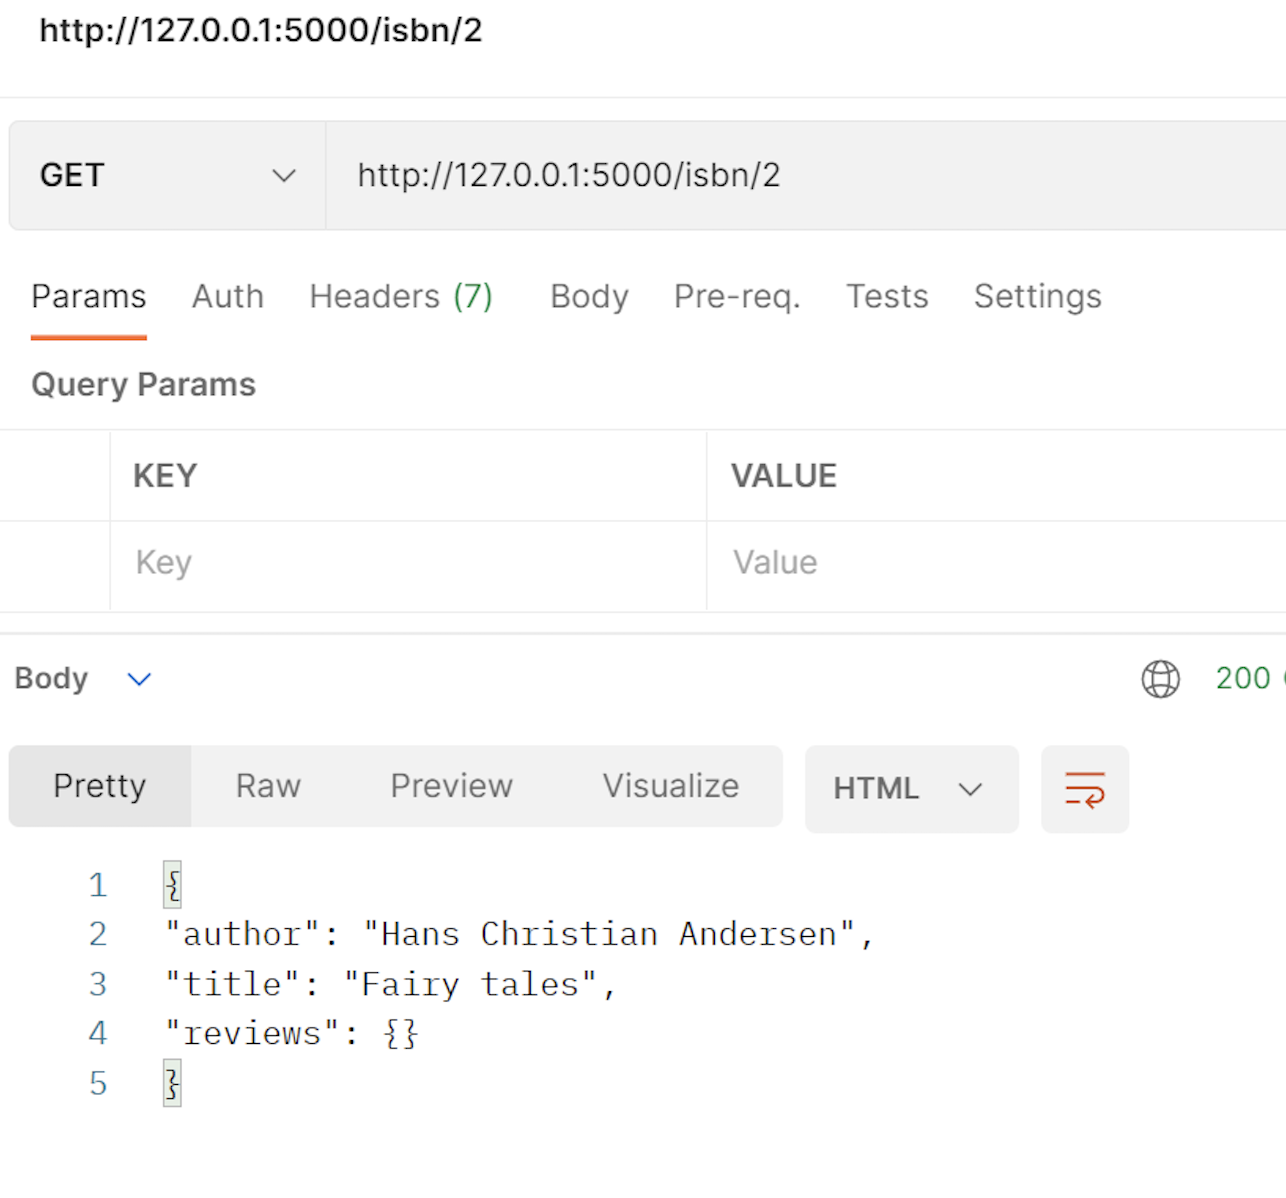 http://127.0.0.1:5000/isbn/2
GET http://127.0.0.1:5000/isbn/2
Params Auth Headers (7) Body Pre-req. Tests Settings
Query Params
KEY VALUE
Key Value
Body 200
Pretty Raw Preview Visualize HTML
1 {
2 "author": "Hans Christian Andersen",
3 "title": "Fairy tales",
4 "reviews": {}
5 }